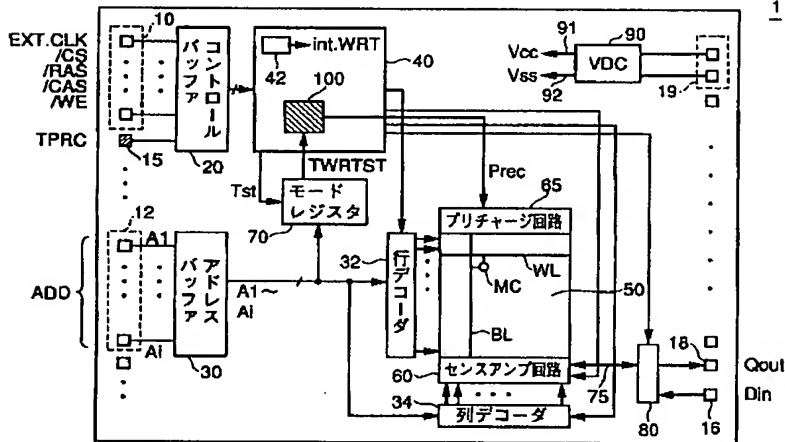 1
EXT.CLK
/CS
/RAS
/CAS
/WE
TPRC
10
15
コントロール
バッファ
20
42
int.WRT
100
40
TWRTST
Tst
モード
レジスタ
70
Vcc
91
Vss
92
90
VDC
19
Prec
65
プリチャージ回路
12
ADD
A1
Ai
アドレス
バッファ
30
A1~
Ai
32
行デコーダ
WL
MC
50
BL
60
センスアンプ回路
34
列デコーダ
75
80
18
Qout
Din
16